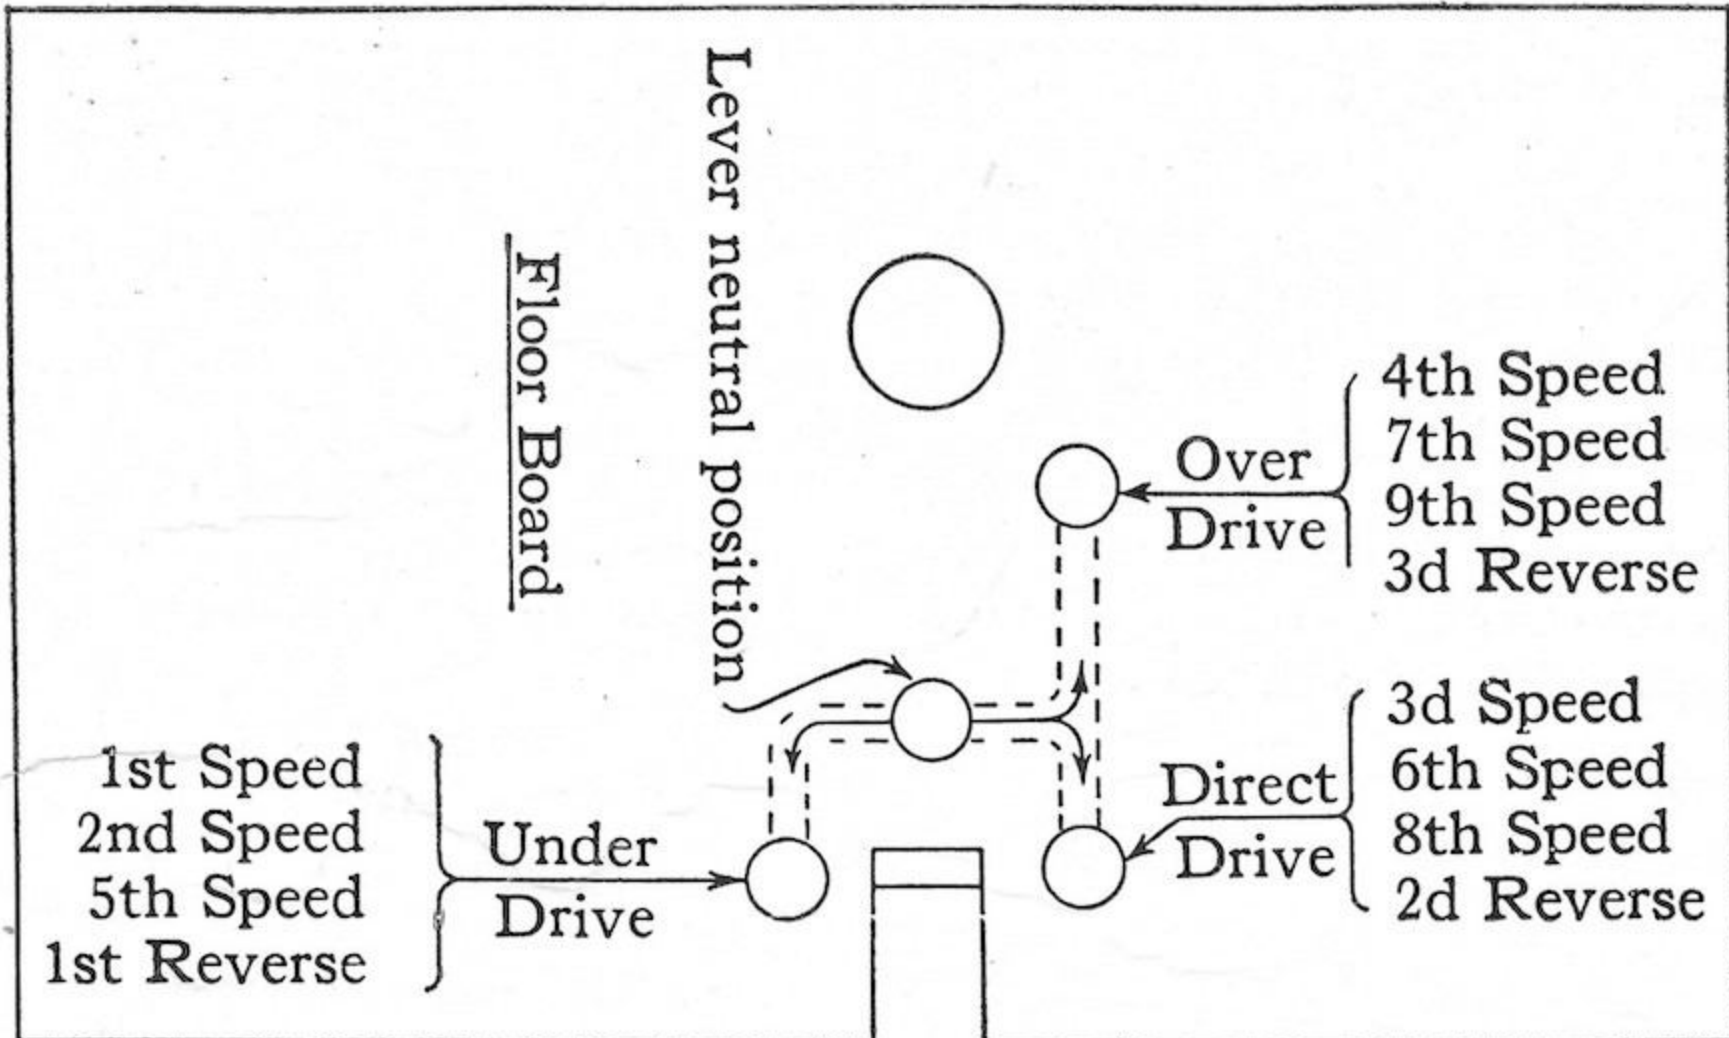 Lever neutral position
Floor Board
4th Speed
7th Speed
9th Speed
3d Reverse
Over
Drive
3d Speed
6th Speed
8th Speed
2d Reverse
Direct
Drive
1st Speed
2nd Speed
5th Speed
1st Reverse
Under
Drive